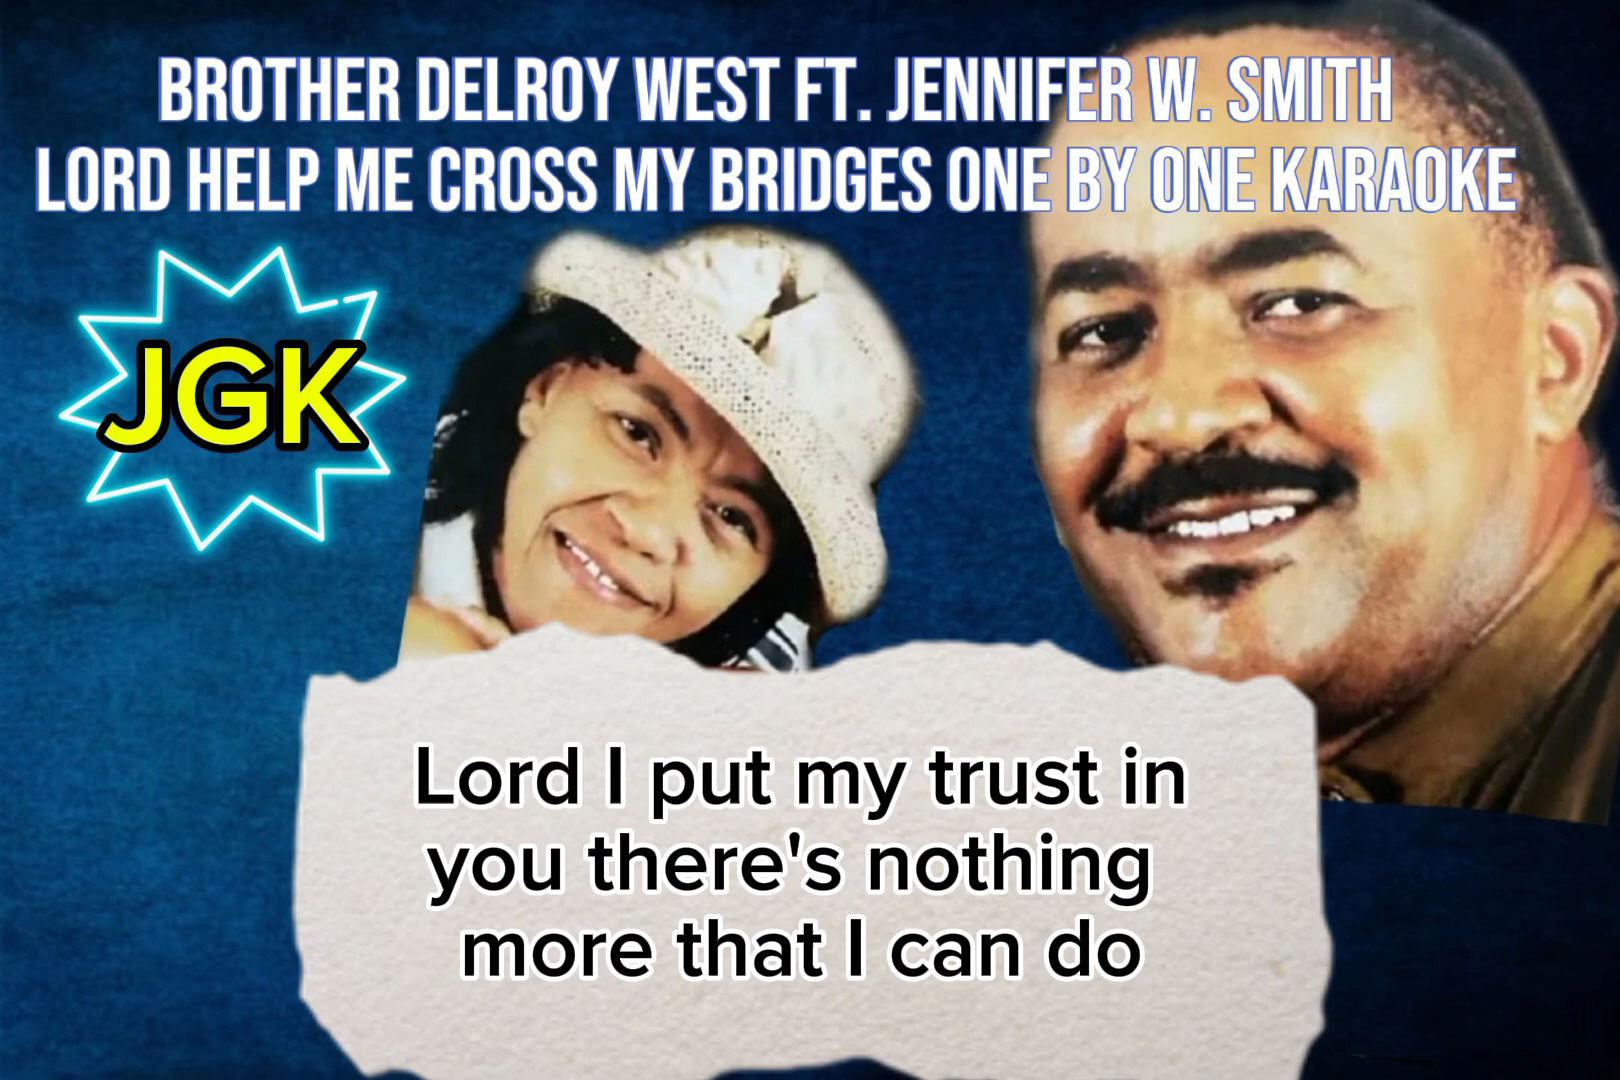 BROTHER DELROY WEST FT. JENNIFER W. SMITH
LORD HELP ME CROSS MY BRIDGES ONE BY ONE KARAOKE
JGK
Lord I put my trust in
you there's nothing
more that I can do